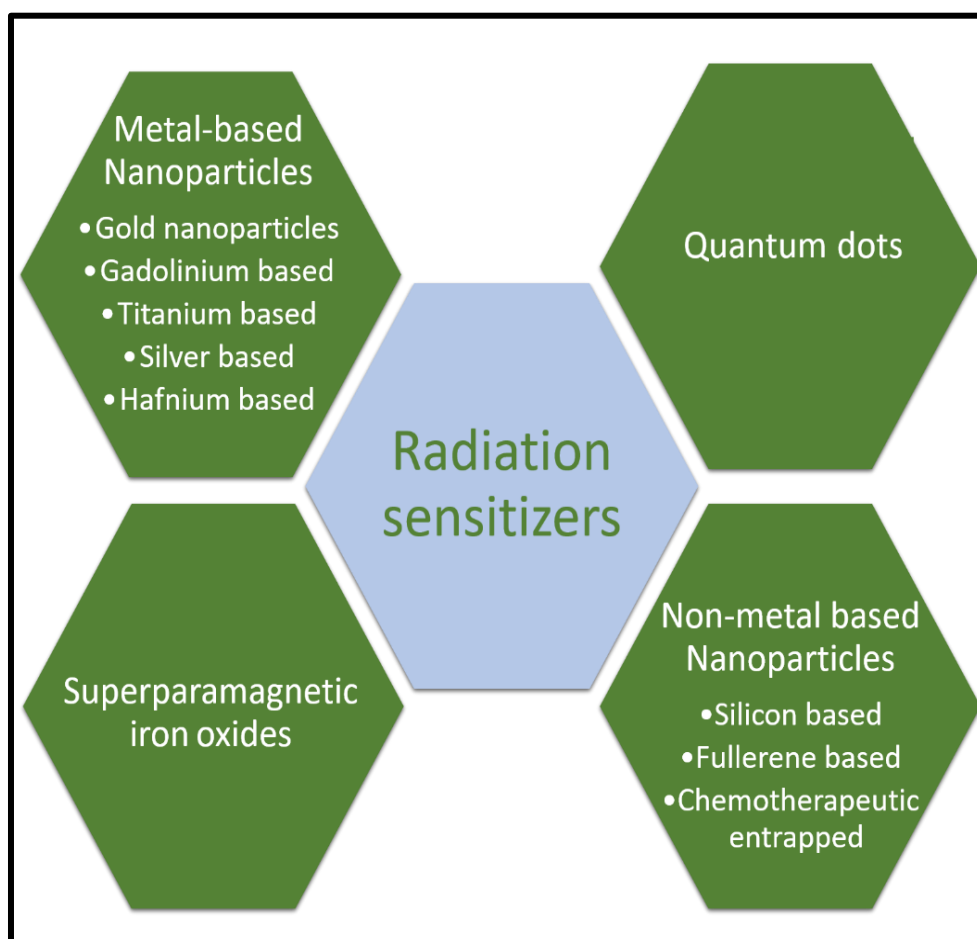 Metal-based
Nanoparticles
•Gold nanoparticles
•Gadolinium based
•Titanium based
•Silver based
•Hafnium based
Quantum dots
Radiation
sensitizers
Superparamagnetic
iron oxides
Non-metal based
Nanoparticles
•Silicon based
•Fullerene based
•Chemotherapeutic
entrapped